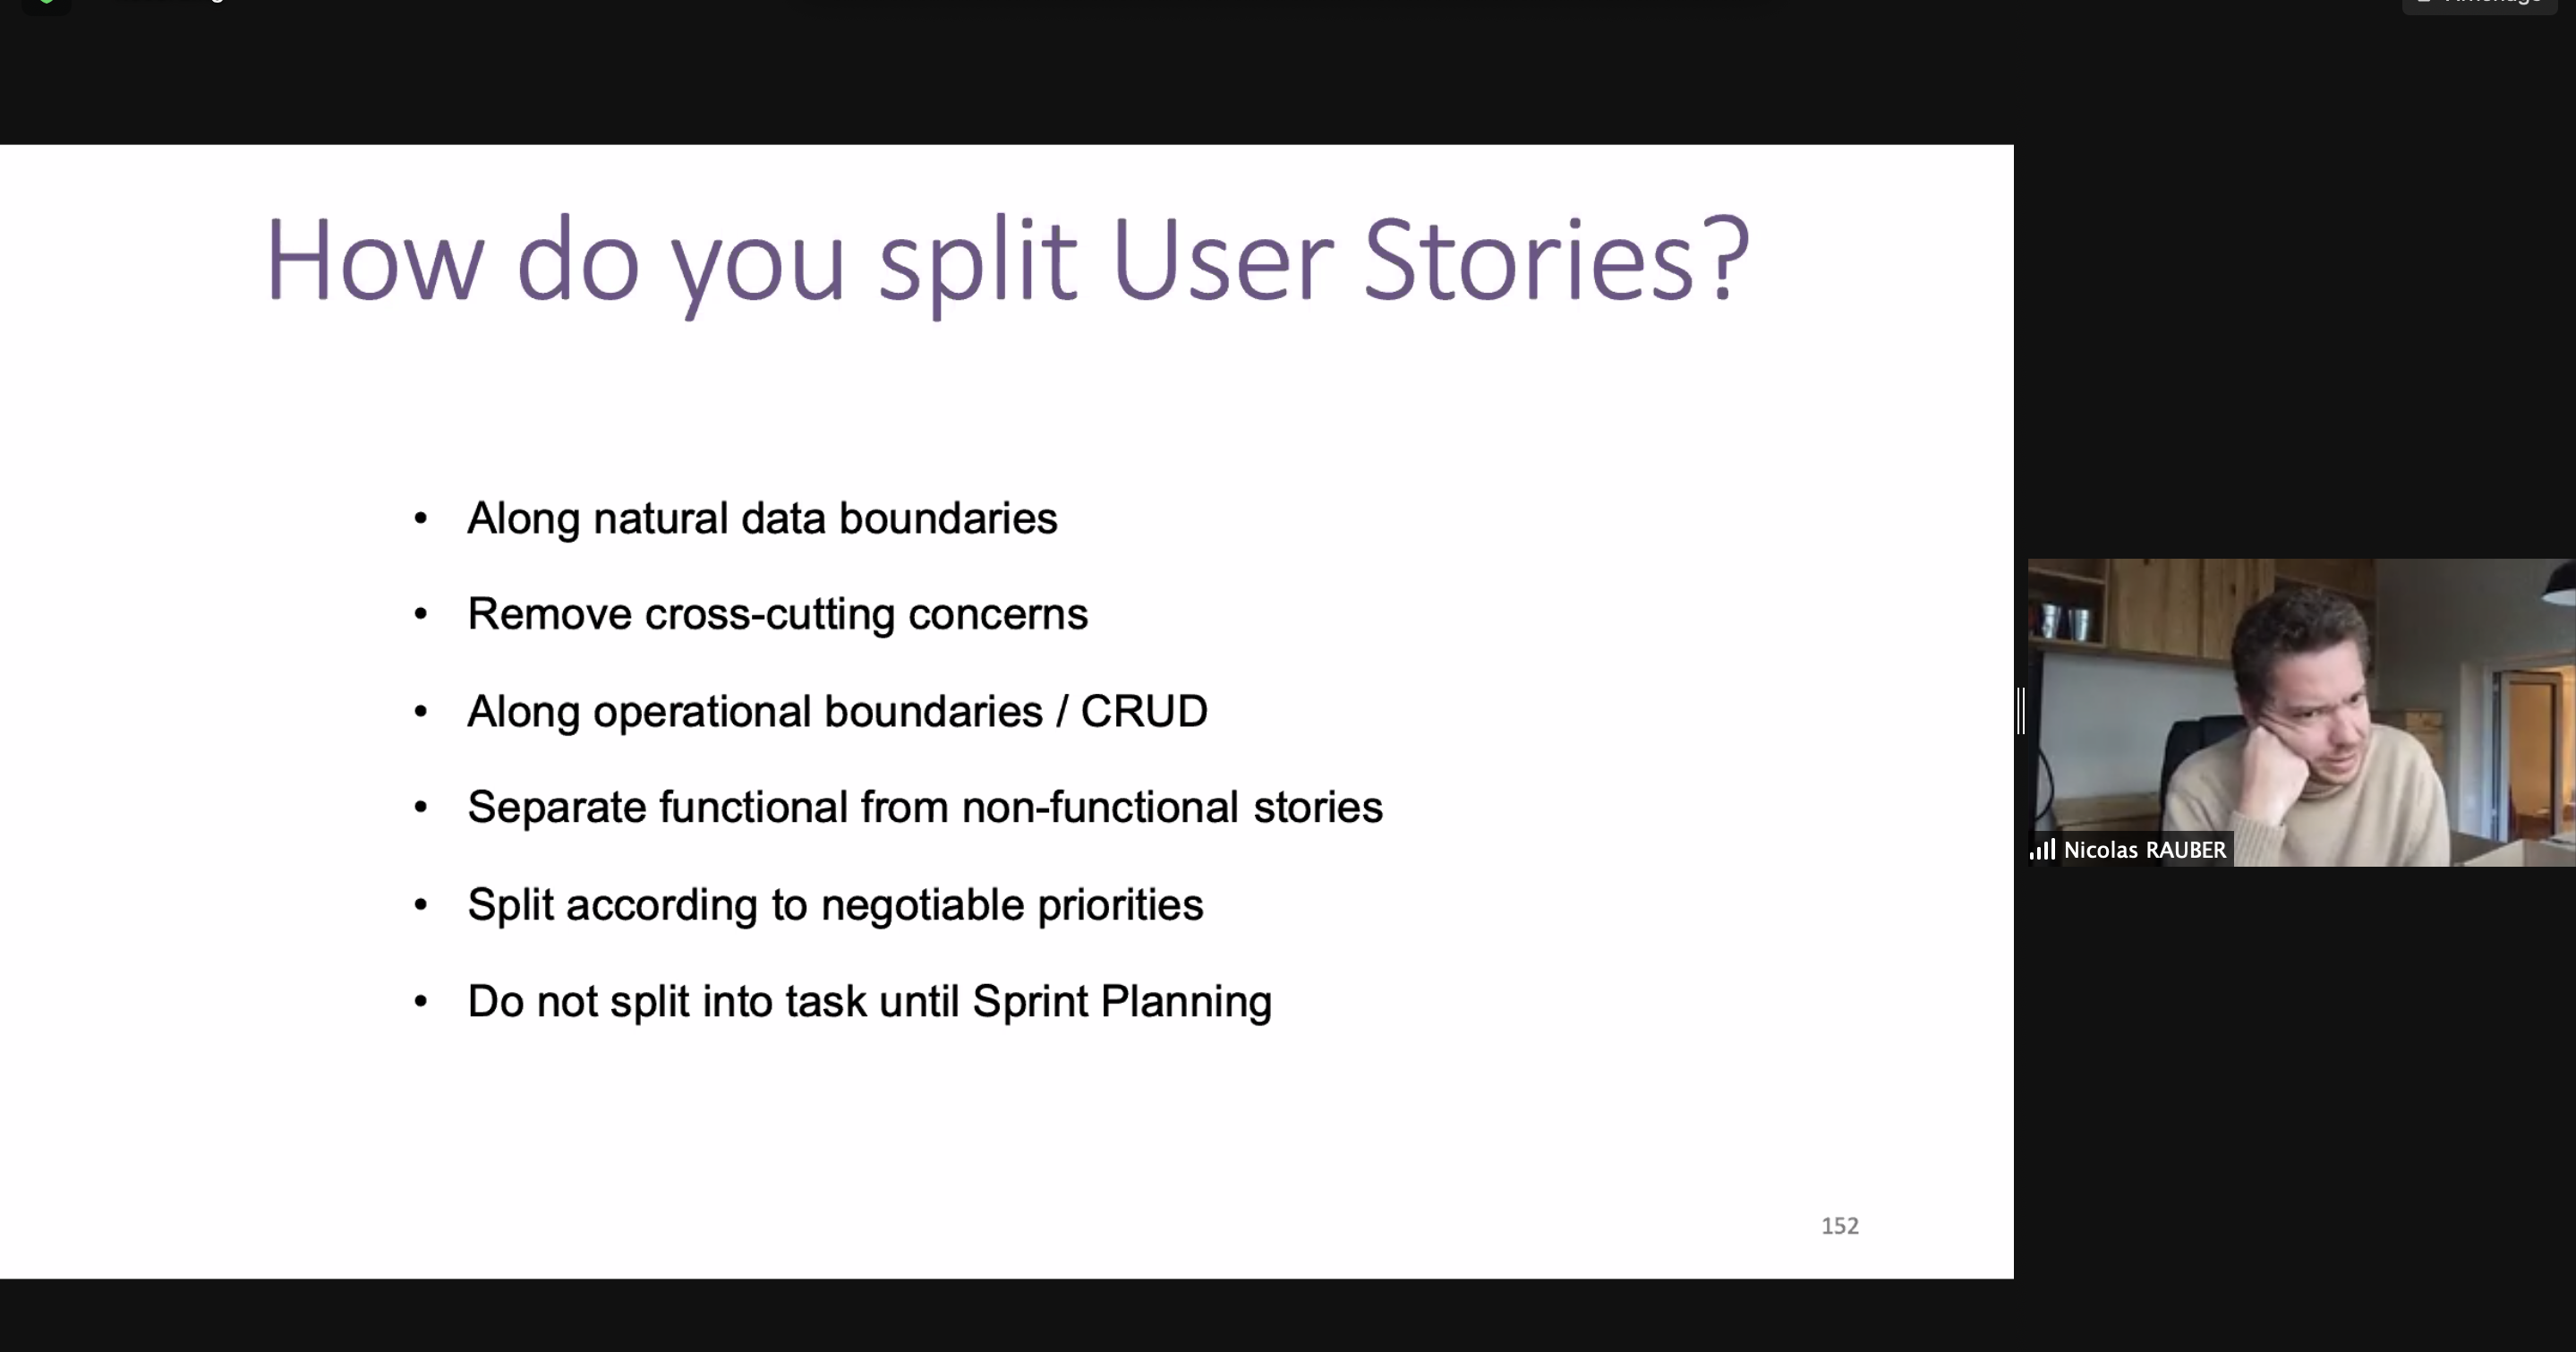 How do you split User Stories?
• Along natural data boundaries
• Remove cross-cutting concerns
• Along operational boundaries / CRUD
• Separate functional from non-functional stories
• Split according to negotiable priorities
• Do not split into task until Sprint Planning
Nicolas RAUBER
152